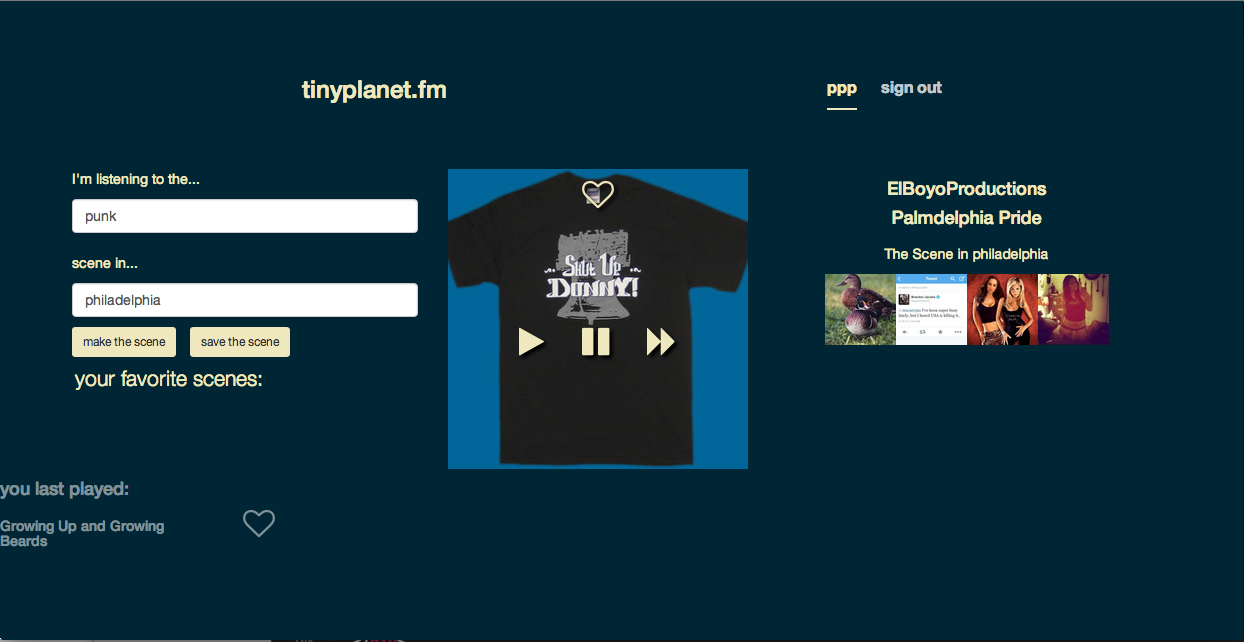 tinyplanet.fm
ppp
sign out
I'm listening to the...
punk
scene in...
philadelphia
make the scene
save the scene
your favorite scenes:
Shut Up
DONNY!
ElBoyoProductions
Palmdelphia Pride
The Scene in philadelphia
you last played:
Growing Up and Growing
Beards